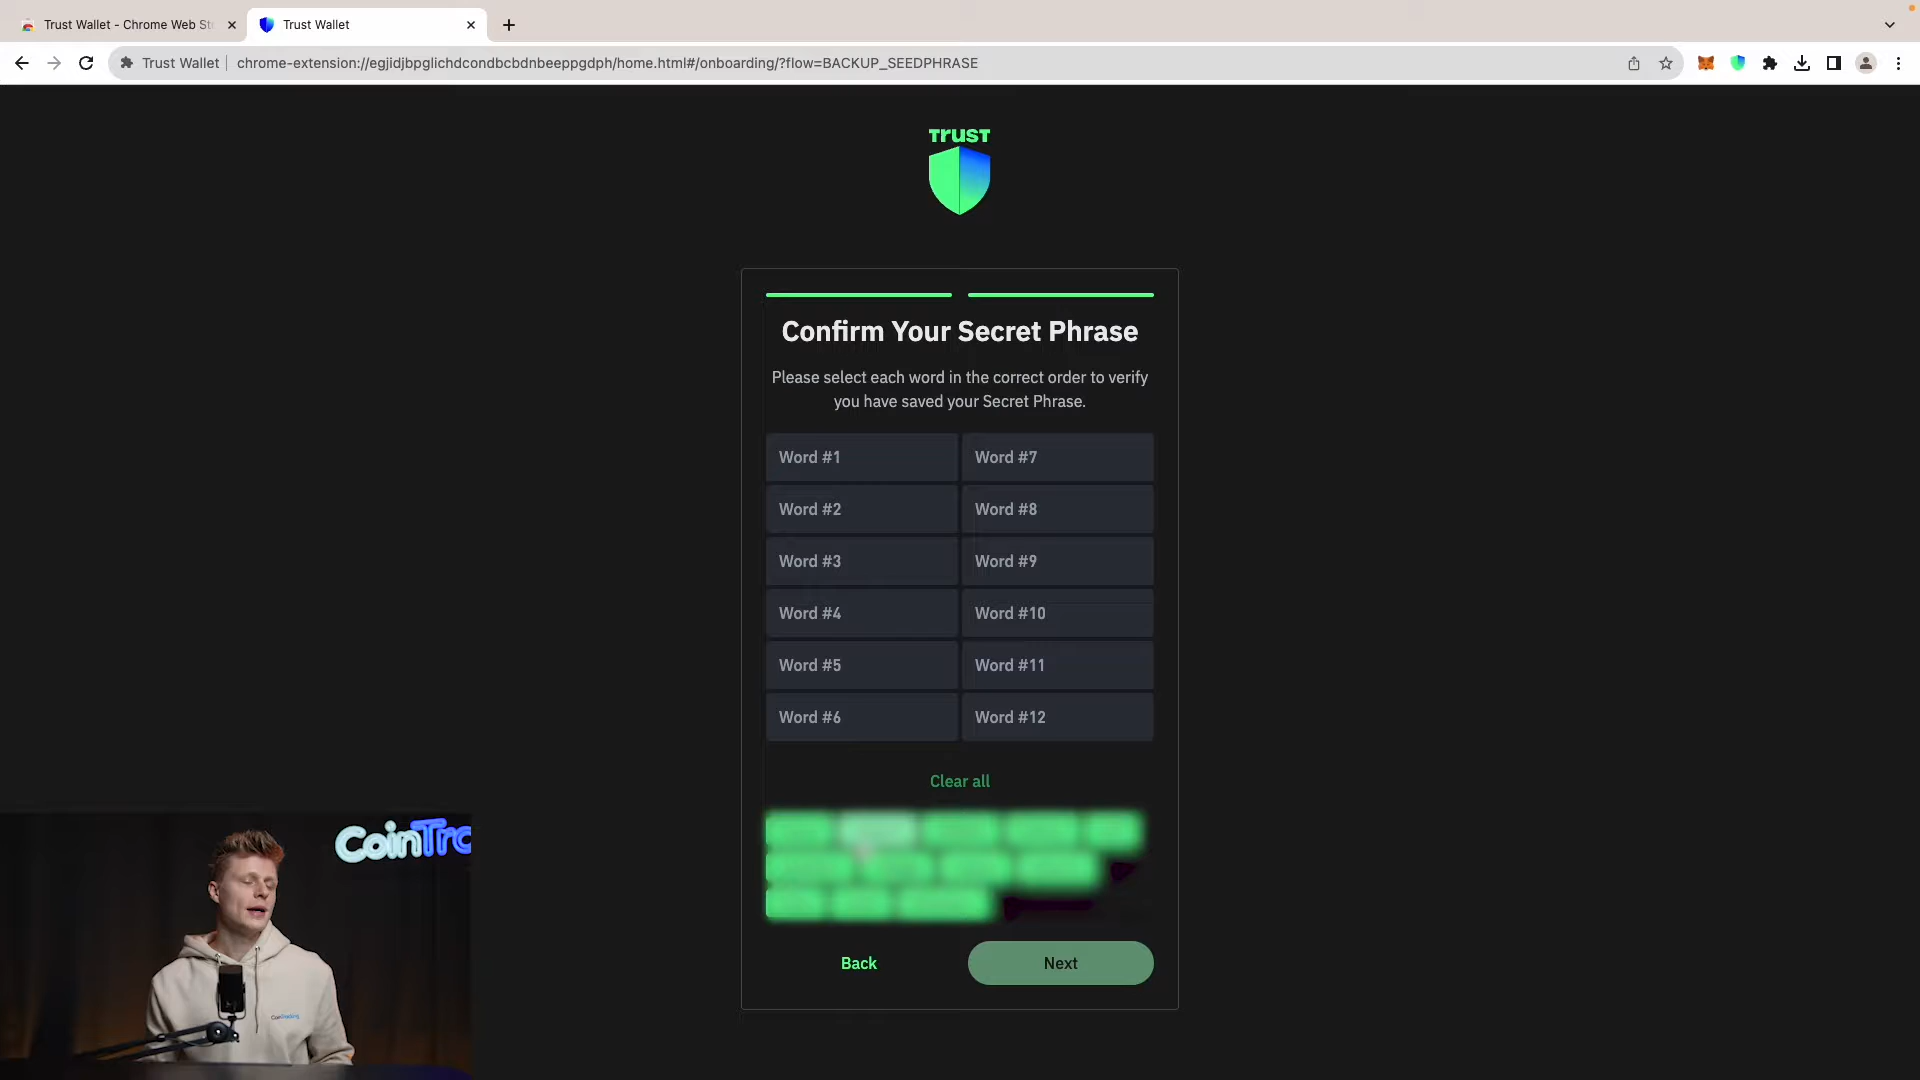 Trust Wallet - Chrome Web St
Trust Wallet
Trust Wallet
chrome-extension://egjidjbpglichdcondbcbdnbeeppgdph/home.html#/onboarding/?flow=BACKUP_SEEDPHRASE
TRUST
Confirm Your Secret Phrase
Please select each word in the correct order to verify
you have saved your Secret Phrase.
Word #1
Word #7
Word #2
Word #8
Word #3
Word #9
Word #4
Word #10
Word #5
Word #11
Word #6
Word #12
Clear all
Back
Next
CoinTra
CoinTracking